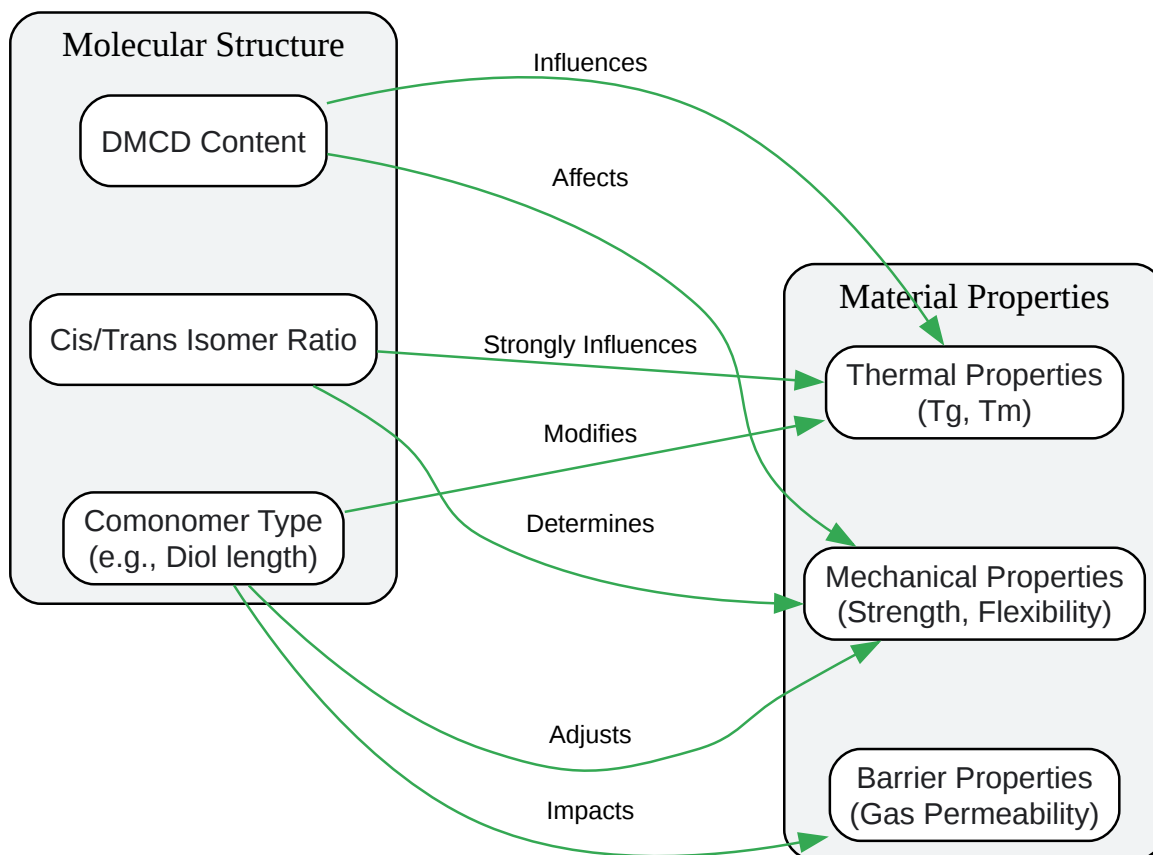 Molecular Structure
DMCD Content
Cis/Trans Isomer Ratio
Comonomer Type
(e.g., Diol length)
Influences
Affects
Strongly Influences
Modifies
Determines
Adjusts
Impacts
Material Properties
Thermal Properties
(Tg, Tm)
Mechanical Properties
(Strength, Flexibility)
Barrier Properties
(Gas Permeability)